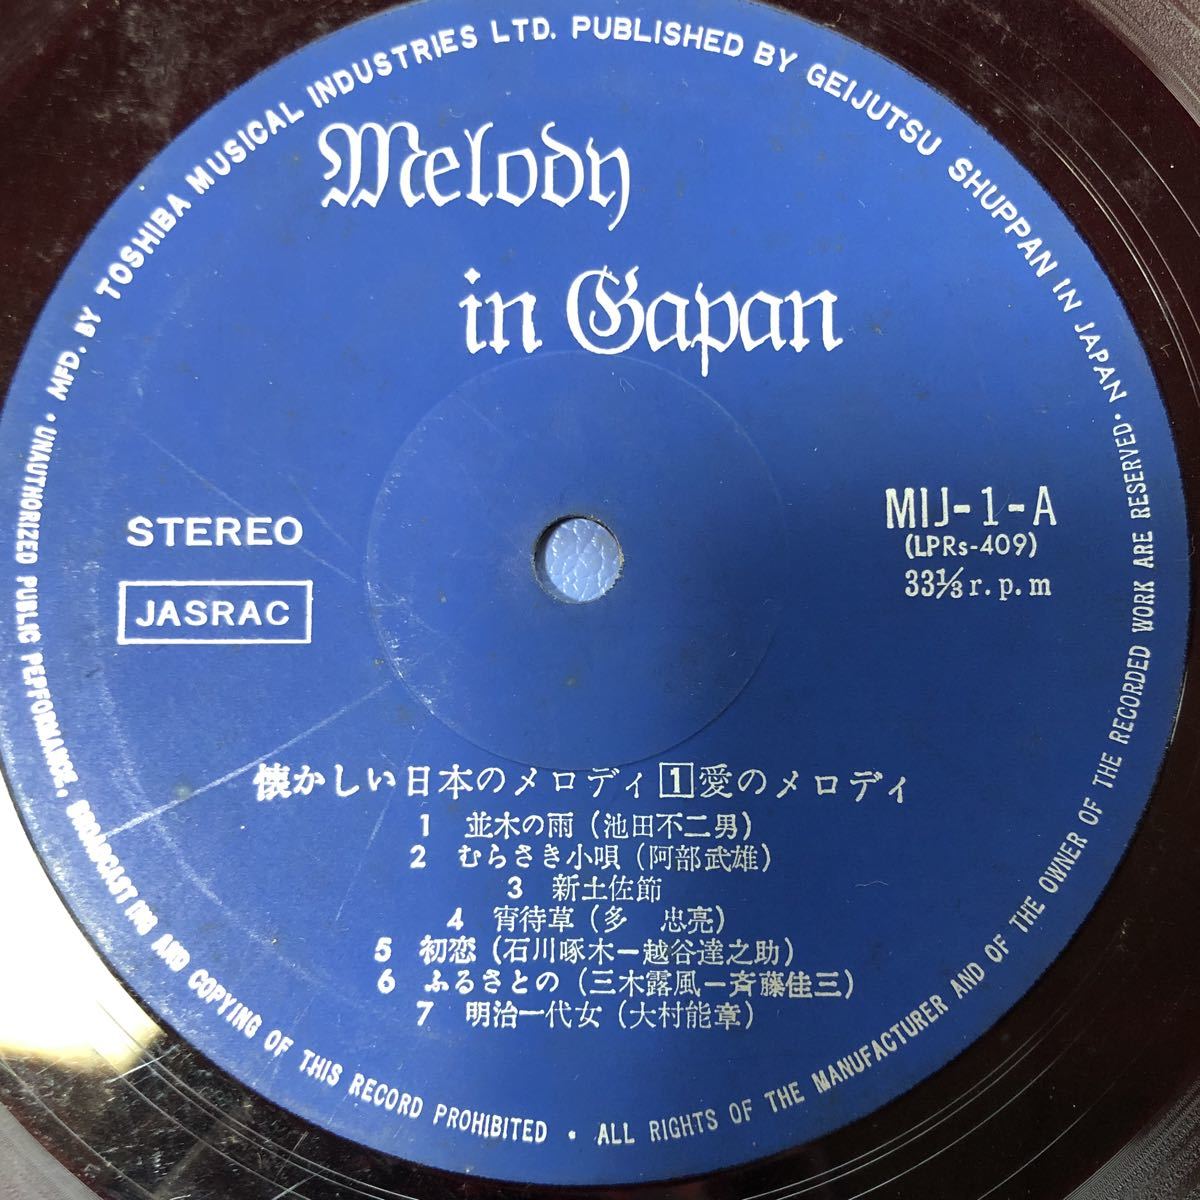 MFD. BY TOSHIBA MUSICAL INDUSTRIES LTD. PUBLISHED BY GEIJUTSU SHUPPAN IN JAPAN.
Melody
in Gapan
STEREO
JASRAC
MIJ-1-A
(LPRs-409)
33⅓ r.p.m
懐かしい日本のメロディ1愛のメロデイ
1 並木の雨(池田不二男)
2 むらさき小唄(阿部武雄)
3 新土佐節
4 宵待草(多 忠亮)
5 初恋(石川啄木ー越谷達之助)
6 ふるさとの(三木露風ー斉藤佳三)
7 明治一代女(大村能章)
• UNAUTHORIZED PUBLIC PEPFORMANCE, BROADCASTING AND COPYING OF THIS RECORD PROHIBITED • ALL RIGHTS OF THE MANUFACTURER AND OF THE OWNER OF THE RECORDED WORK ARE RESERVED.